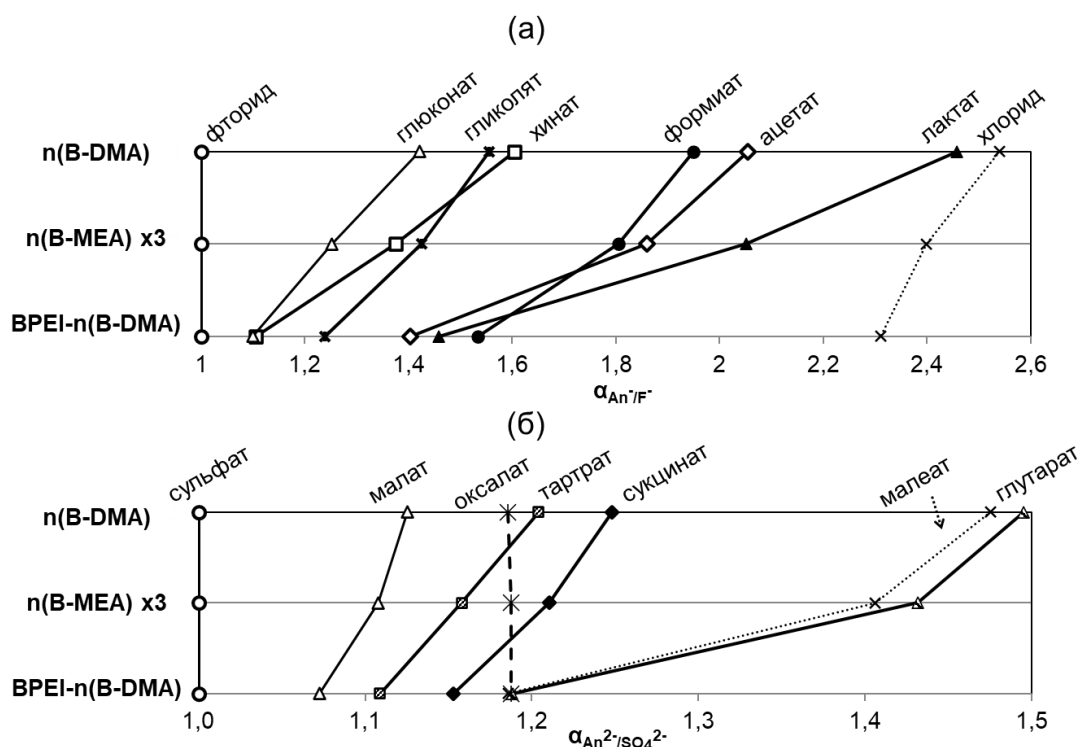 (а)
фторид
глюконат
гликолят
хинат
формиат
ацетат
лактат
хлорид
n(B-DMA)
n(B-MEA) x3
BPEI-n(B-DMA)
1 1,2 1,4 1,6 1,8 2 2,2 2,4 2,6
αAn⁻/F⁻
(б)
сульфат
малат
оксалат
тартрат
сукцинат
малеат
глутарат
n(B-DMA)
n(B-MEA) x3
BPEI-n(B-DMA)
1,0 1,1 1,2 1,3 1,4 1,5
αAn²⁻/SO₄²⁻